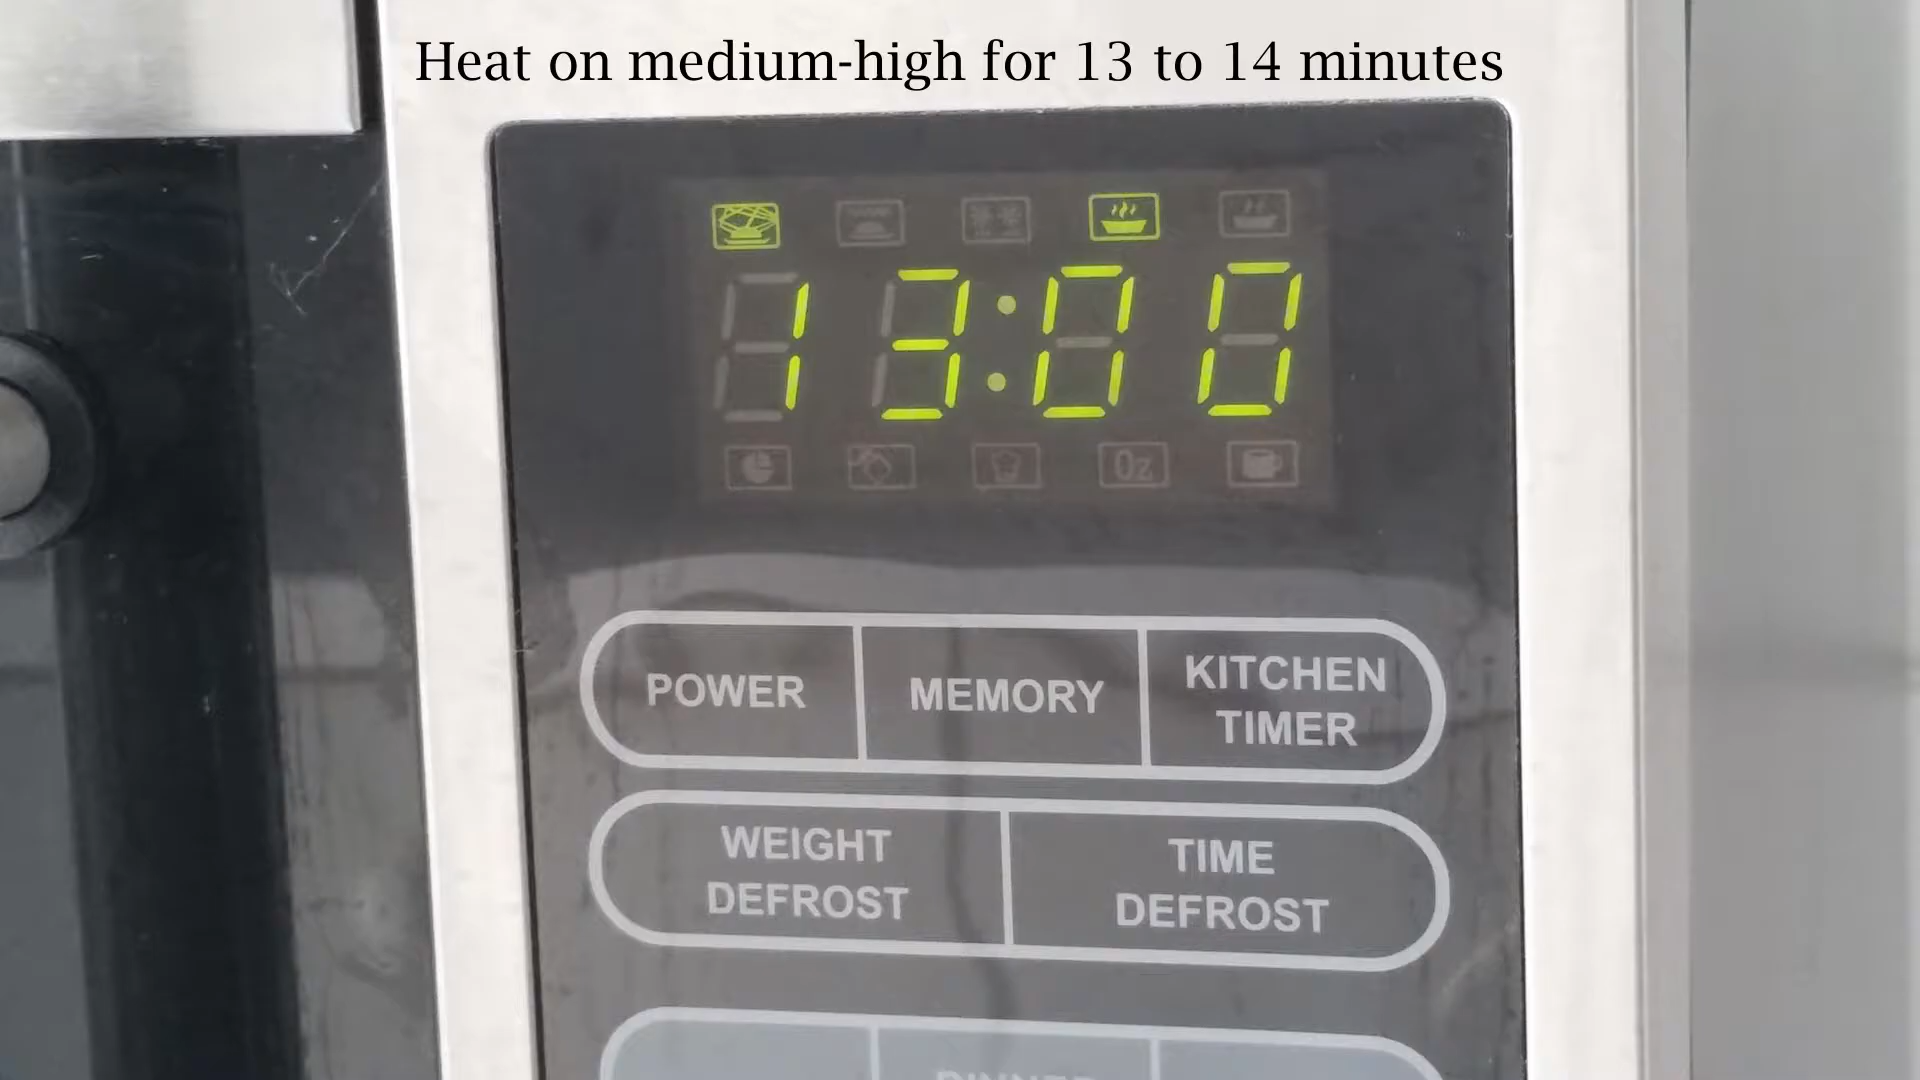 Heat on medium-high for 13 to 14 minutes
13:00
Oz
POWER
MEMORY
KITCHEN
TIMER
WEIGHT
DEFROST
TIME
DEFROST